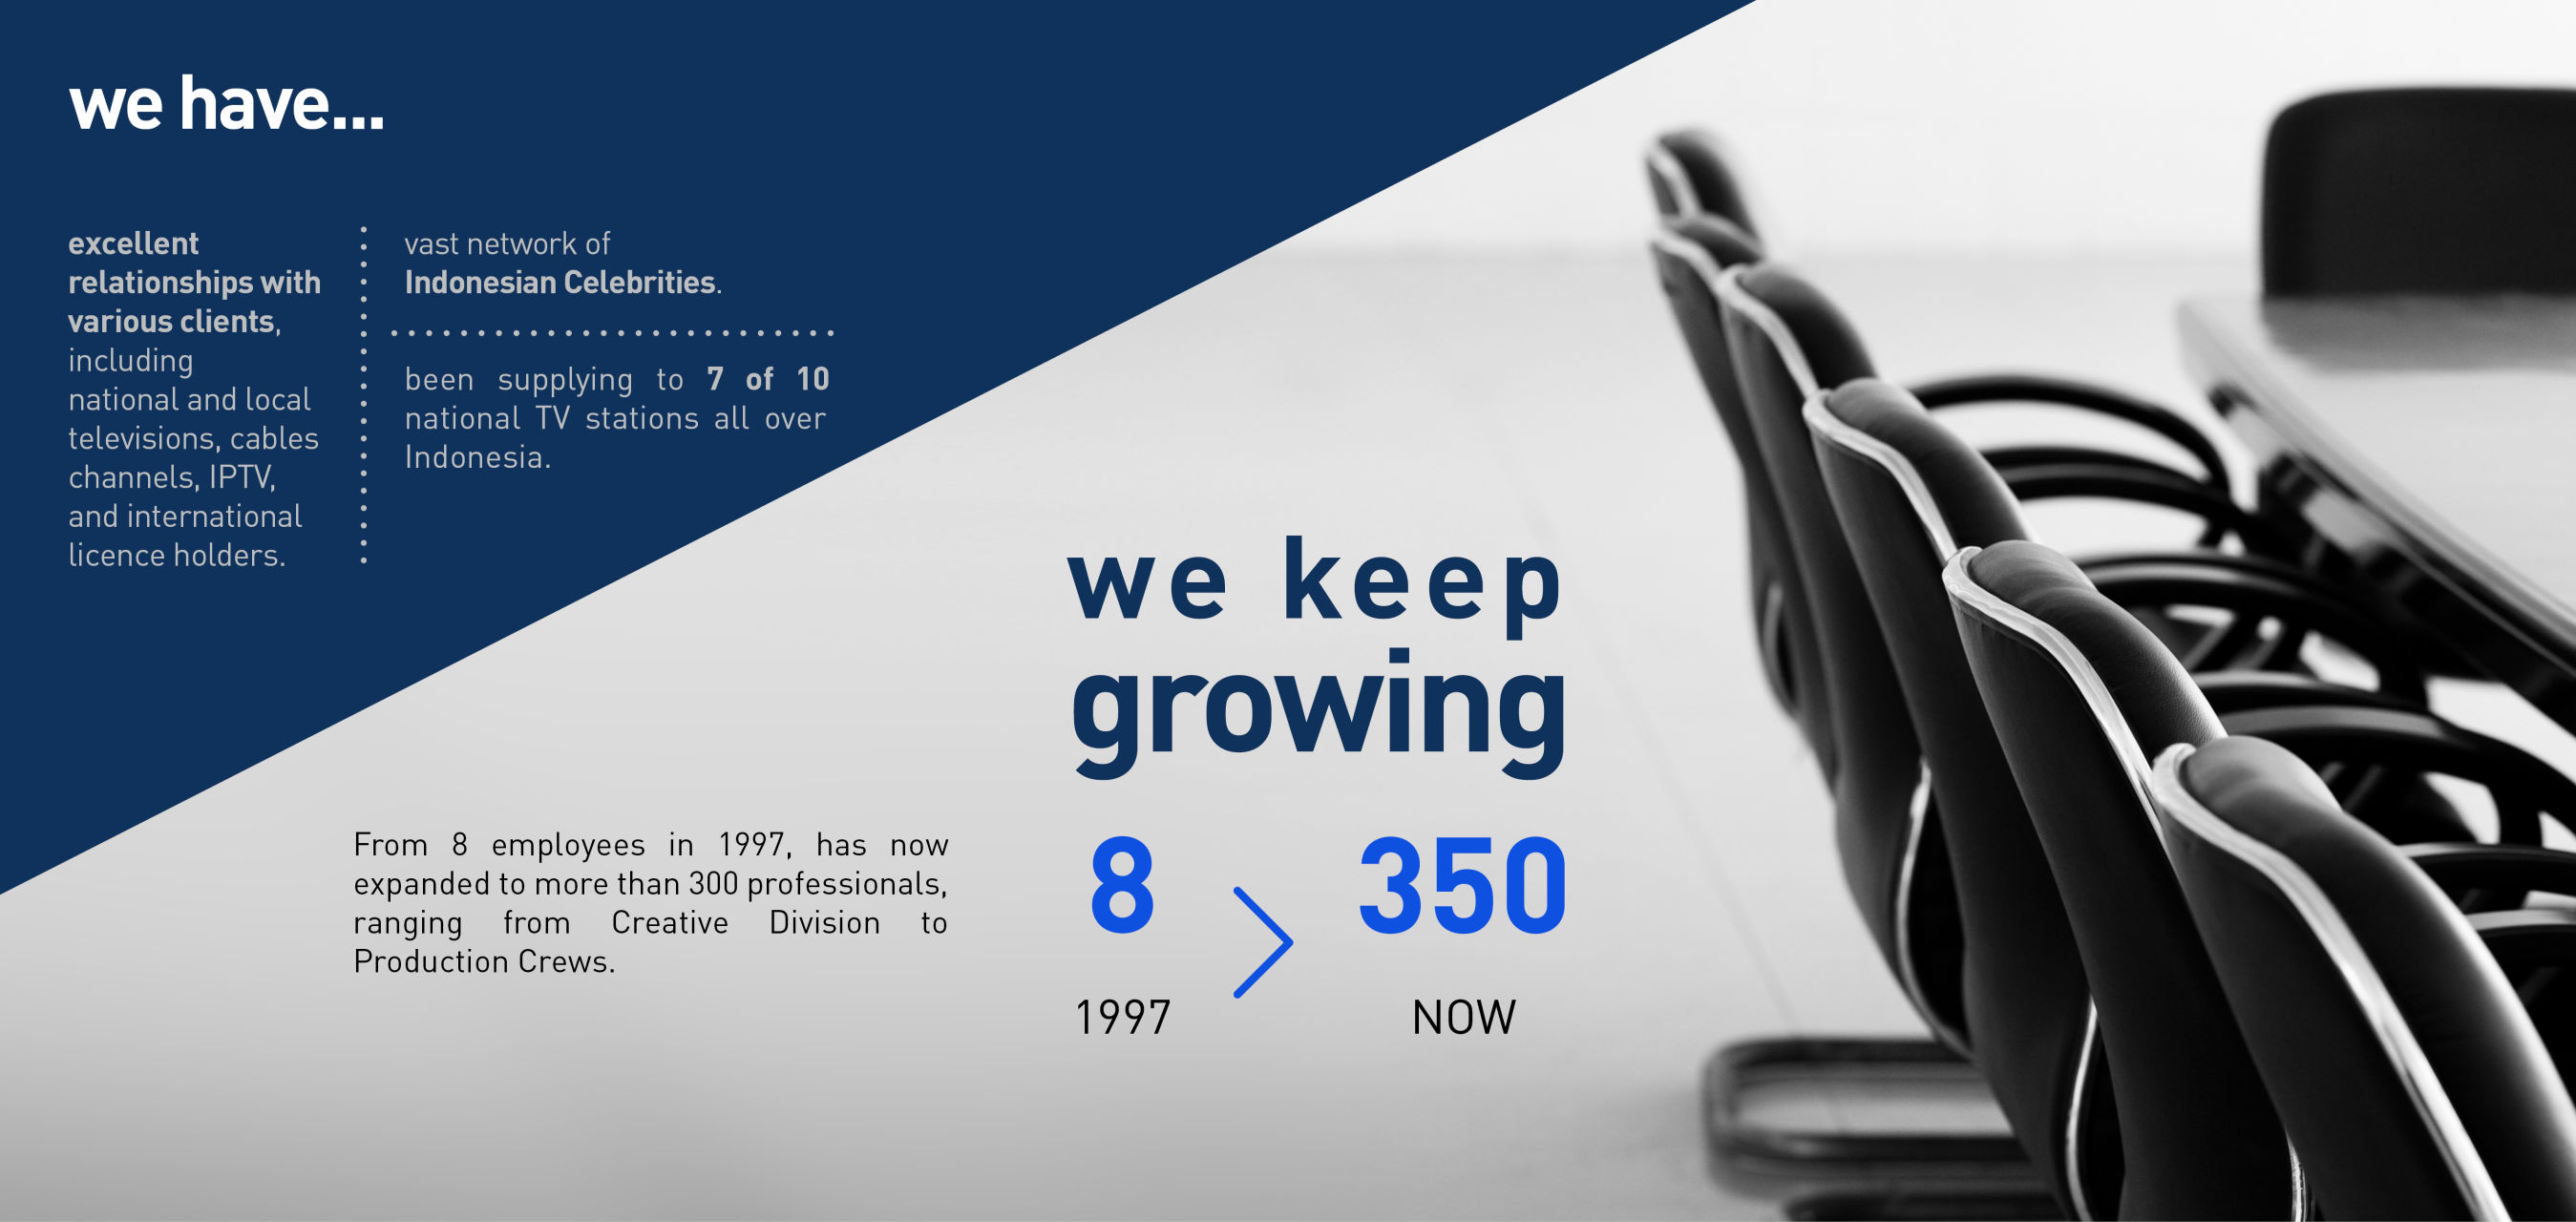 we have...
excellent
relationships with
various clients,
including
national and local
televisions, cables
channels, IPTV,
and international
licence holders.
vast network of
Indonesian Celebrities.
been supplying to 7 of 10
national TV stations all over
Indonesia.
we keep
growing
From 8 employees in 1997, has now
expanded to more than 300 professionals,
ranging from Creative Division to
Production Crews.
8 > 350
1997 NOW